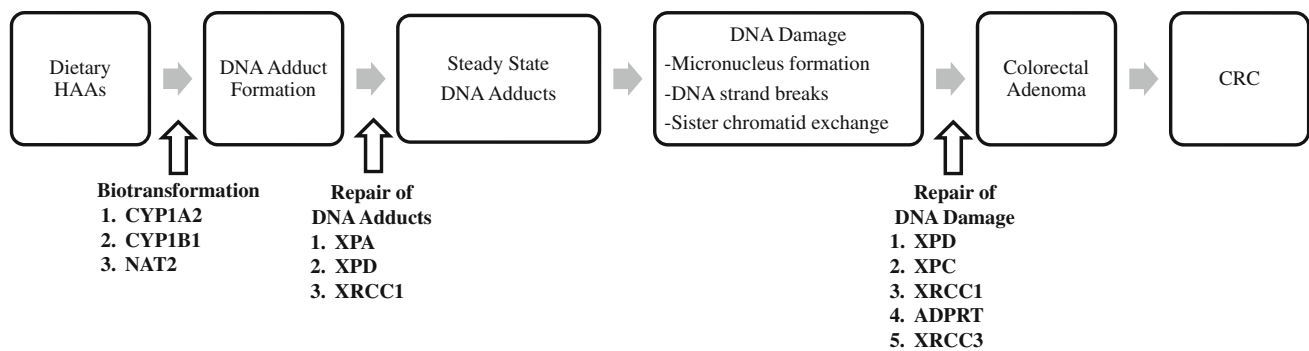 Dietary
HAAs
DNA Adduct
Formation
Steady State
DNA Adducts
DNA Damage
-Micronucleus formation
-DNA strand breaks
-Sister chromatid exchange
Colorectal
Adenoma
CRC
Biotransformation
1. CYP1A2
2. CYP1B1
3. NAT2
Repair of
DNA Adducts
1. XPA
2. XPD
3. XRCC1
Repair of
DNA Damage
1. XPD
2. XPC
3. XRCC1
4. ADPRT
5. XRCC3